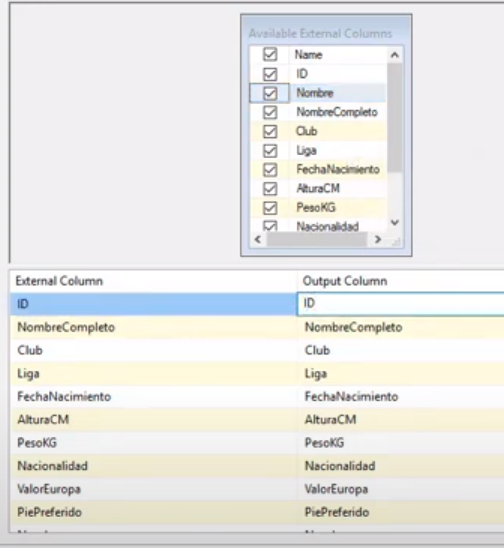 Available External Columns
Name
ID
Nombre
NombreCompleto
Club
Liga
FechaNacimiento
AlturaCM
PesoKG
Nacionalidad
External Column Output Column
ID ID
NombreCompleto NombreCompleto
Club Club
Liga Liga
FechaNacimiento FechaNacimiento
AlturaCM AlturaCM
PesoKG PesoKG
Nacionalidad Nacionalidad
ValorEuropa ValorEuropa
PiePreferido PiePreferido